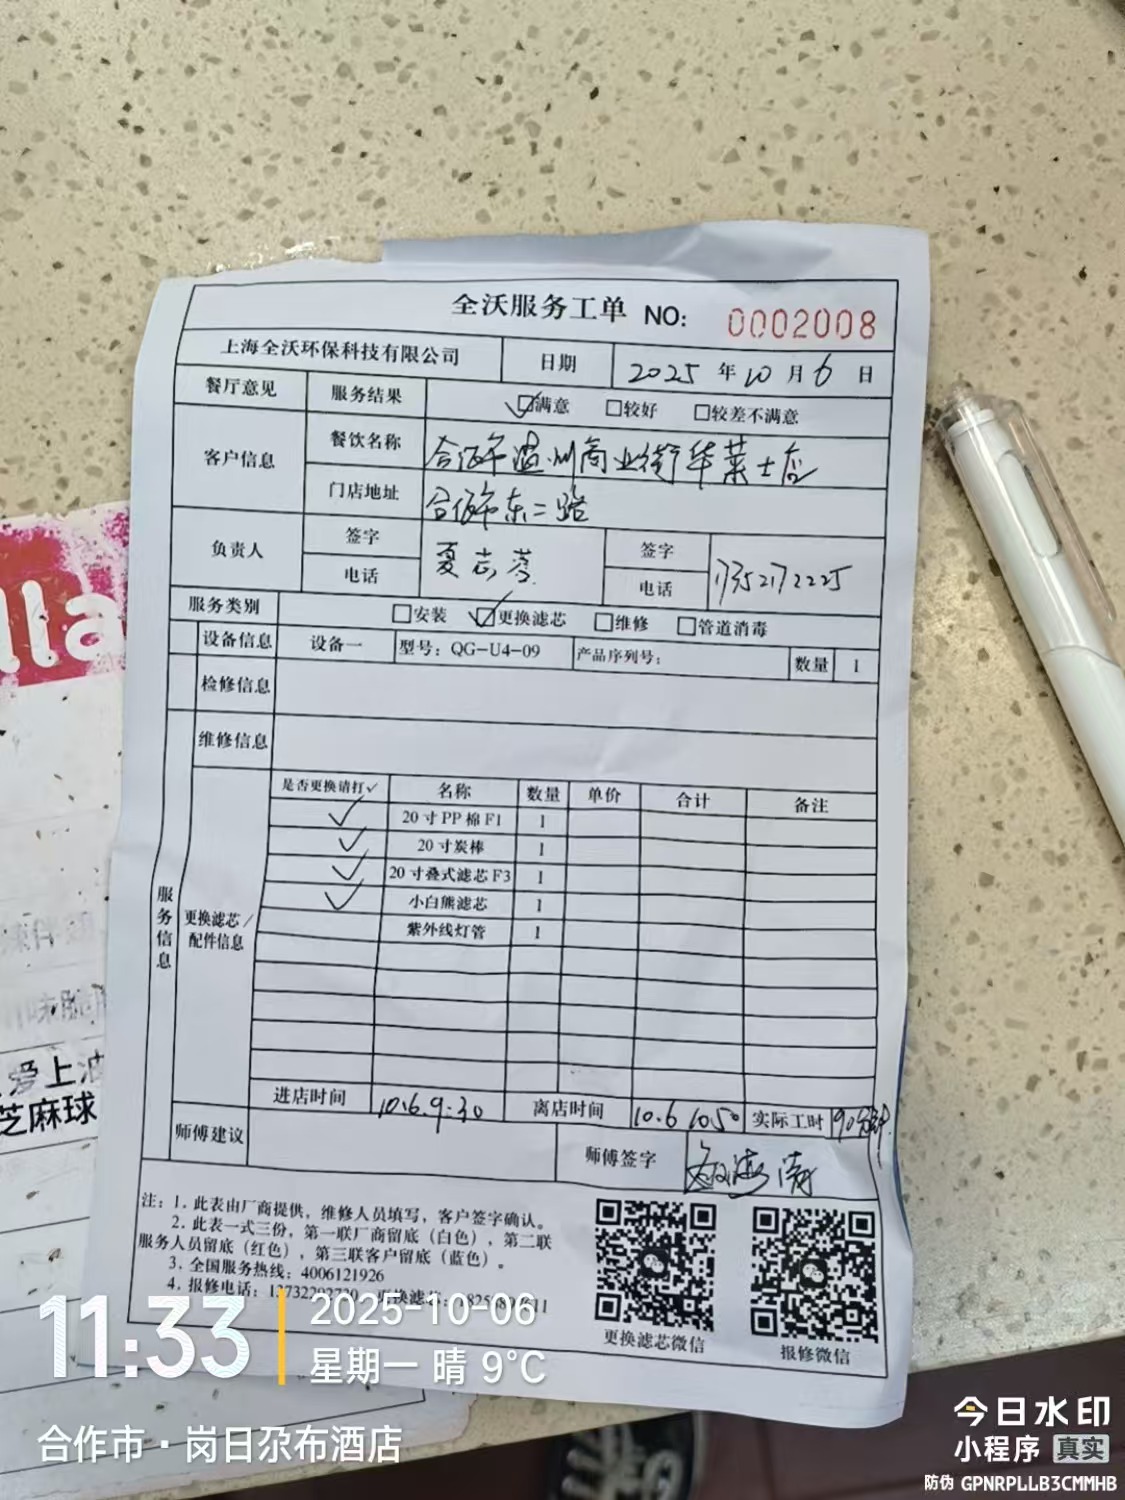 全沃服务工单 NO: 0002008
上海全沃环保科技有限公司 日期 2025 年 10 月 6 日
餐厅意见 服务结果 ☑满意 □较好 □较差不满意
客户信息 餐饮名称 合作市温州商业街华莱士店
门店地址 合作市东二路
负责人 签字 夏志 签字
电话 电话 17352172225
服务类别 □安装 ☑更换滤芯 □维修 □管道消毒
设备信息 设备一 型号: QG-U4-09 产品序列号: 数量 1
检修信息
维修信息
服务信息
更换滤芯/
配件信息
是否更换请打✓ 名称 数量 单价 合计 备注
✓ 20寸PP棉F1 1
✓ 20寸炭棒 1
✓ 20寸叠式滤芯F3 1
✓ 小白熊滤芯 1
紫外线灯管 1
进店时间 10.6.9:30 离店时间 10.6 10:50 实际工时 90分钟
师傅建议 师傅签字
注: 1. 此表由厂商提供, 维修人员填写, 客户签字确认。
2. 此表一式三份, 第一联厂商留底 (白色), 第二联
服务人员留底 (红色), 第三联客户留底 (蓝色)。
3. 全国服务热线: 4006121926
4. 报修电话:
更换滤芯微信 报修微信
lla
爱上
芝麻球
11:33
2025-10-06
星期一 晴 9°C
合作市·岗日尕布酒店
今日水印
小程序 真实
防伪 GPNRPLLB3CMMHB